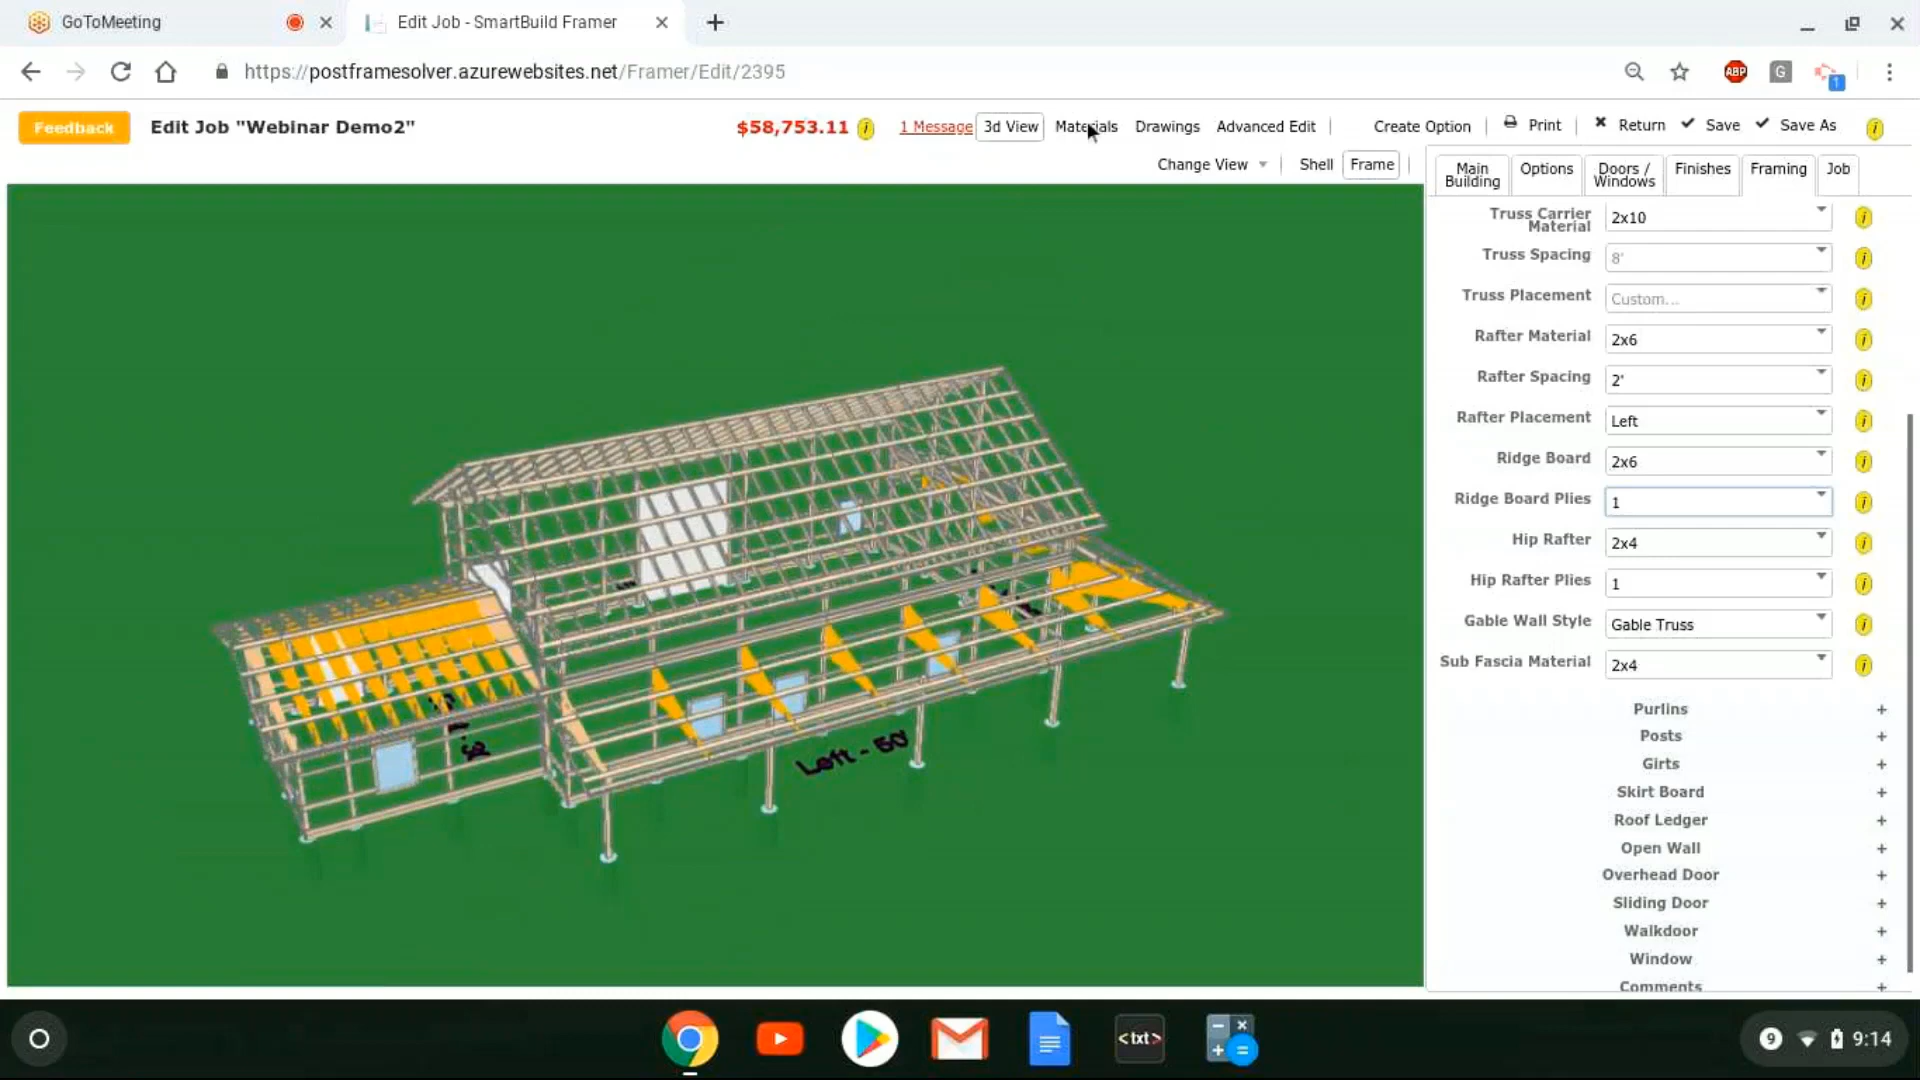 GoToMeeting
Edit Job - SmartBuild Framer
https://postframesolver.azurewebsites.net/Framer/Edit/2395
ABP
G
1
Feedback
Edit Job "Webinar Demo2"
$58,753.11
i
1 Message
3d View
Materials
Drawings
Advanced Edit
Create Option
Print
Return
Save
Save As
i
Change View
Shell
Frame
Main
Building
Options
Doors /
Windows
Finishes
Framing
Job
Truss Carrier
Material
2x10
i
Truss Spacing
8'
i
Truss Placement
Custom...
i
Rafter Material
2x6
i
Rafter Spacing
2'
i
Rafter Placement
Left
i
Ridge Board
2x6
i
Ridge Board Plies
1
i
Hip Rafter
2x4
i
Hip Rafter Plies
1
i
Gable Wall Style
Gable Truss
i
Sub Fascia Material
2x4
i
Purlins +
Posts +
Girts +
Skirt Board +
Roof Ledger +
Open Wall +
Overhead Door +
Sliding Door +
Walkdoor +
Window +
Comments +
Left - 60'
<txt>
9
9:14